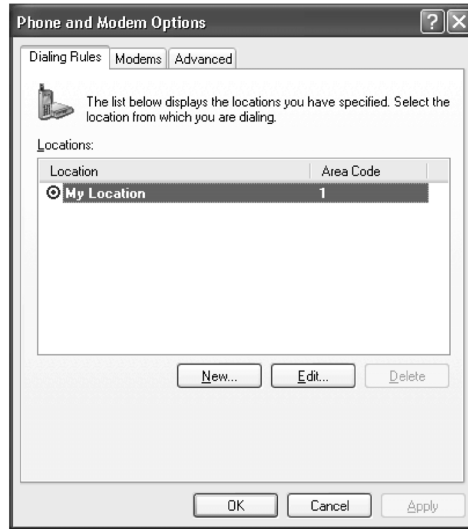 Phone and Modem Options
Dialing Rules Modems Advanced
The list below displays the locations you have specified. Select the
location from which you are dialing.
Locations:
Location Area Code
My Location 1
New... Edit... Delete
OK Cancel Apply